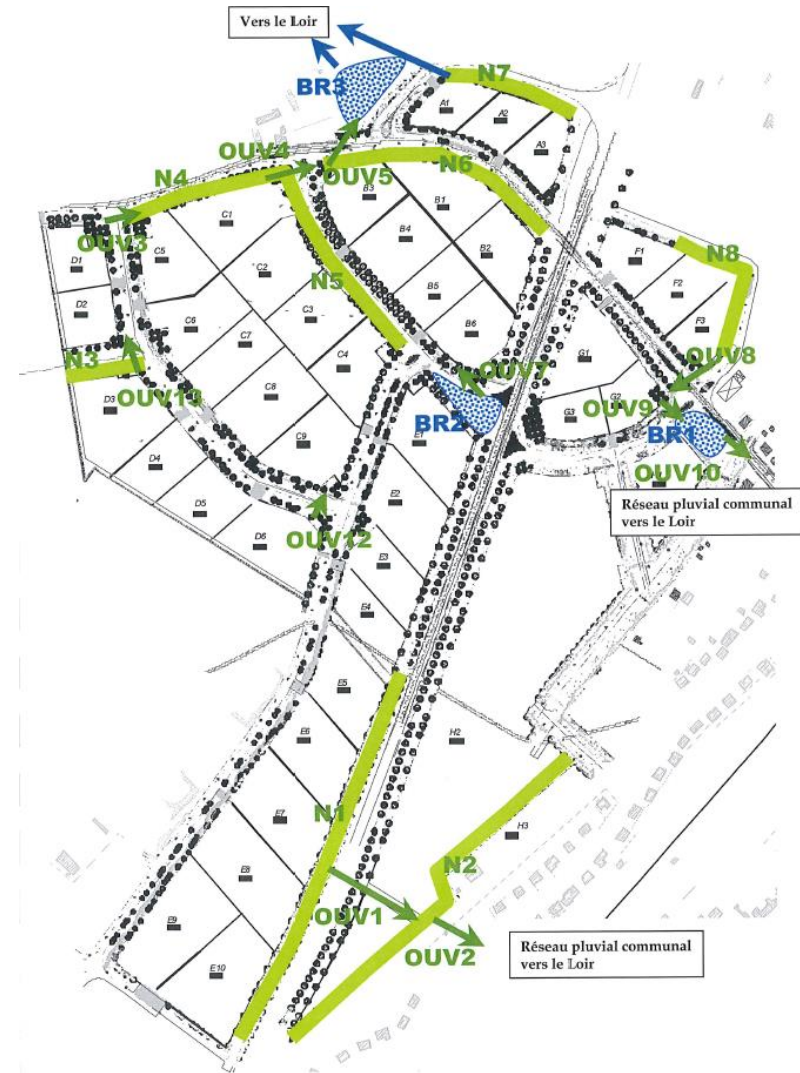 Vers le Loir
BR3
N7
A1
A2
A3
OUV4
OUV5
N6
N4
B3
B1
C1
OUV3
B4
B2
F1
N8
D1
C5
C2
N5
F2
D2
C3
B5
F3
C6
C7
B6
C4
G1
OUV8
N3
OUV7
D3
OUV13
C8
G2
OUV9
G3
BR2
BR1
C9
E1
OUV10
D4
Réseau pluvial communal
vers le Loir
E2
D5
OUV12
D6
E3
E4
E5
E6
H2
N1
E7
H3
N2
E8
OUV1
E9
OUV2
Réseau pluvial communal
vers le Loir
E10